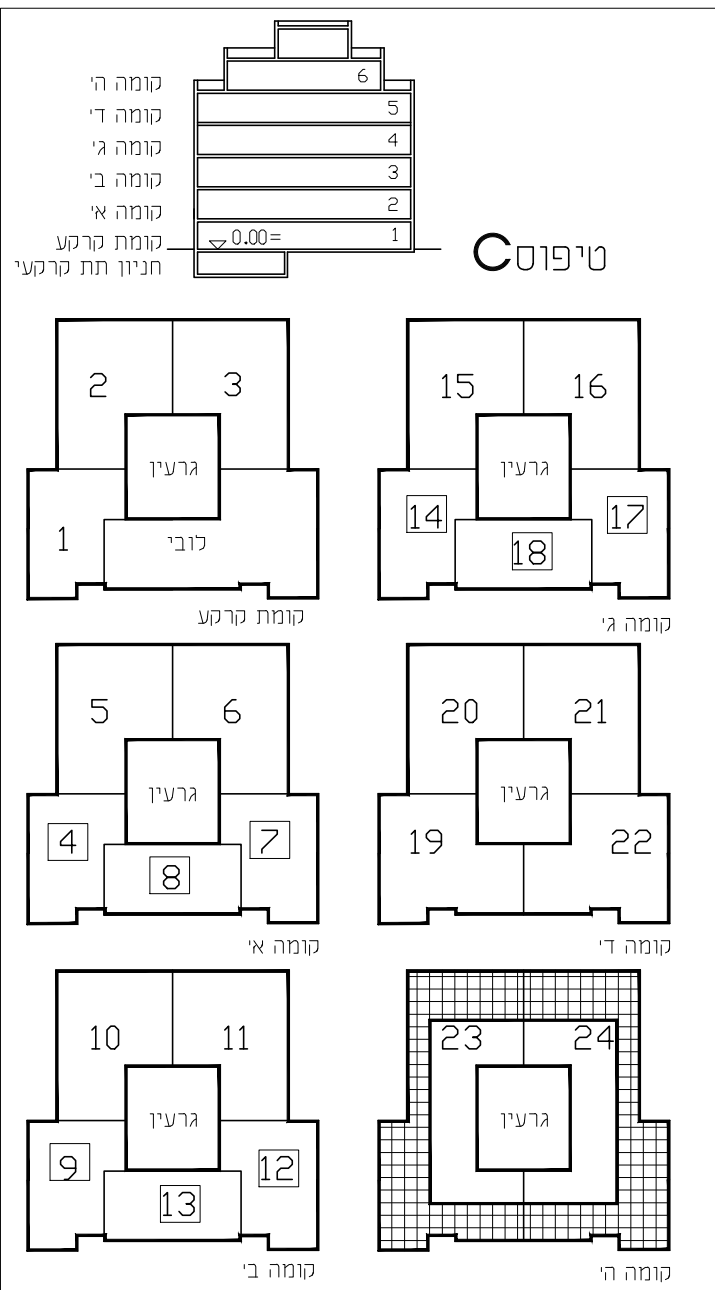 6
קומה ה'
5
קומה ד'
4
קומה ג'
3
קומה ב'
2
קומה א'
1
0.00=
קומת קרקע
חניון תת קרקעי
טיפוס C
2 3
גרעין
1
לובי
קומת קרקע
15 16
גרעין
14 17
18
קומה ג'
5 6
גרעין
4 7
8
קומה א'
20 21
גרעין
19 22
קומה ד'
10 11
גרעין
9 12
13
קומה ב'
23 24
גרעין
קומה ה'